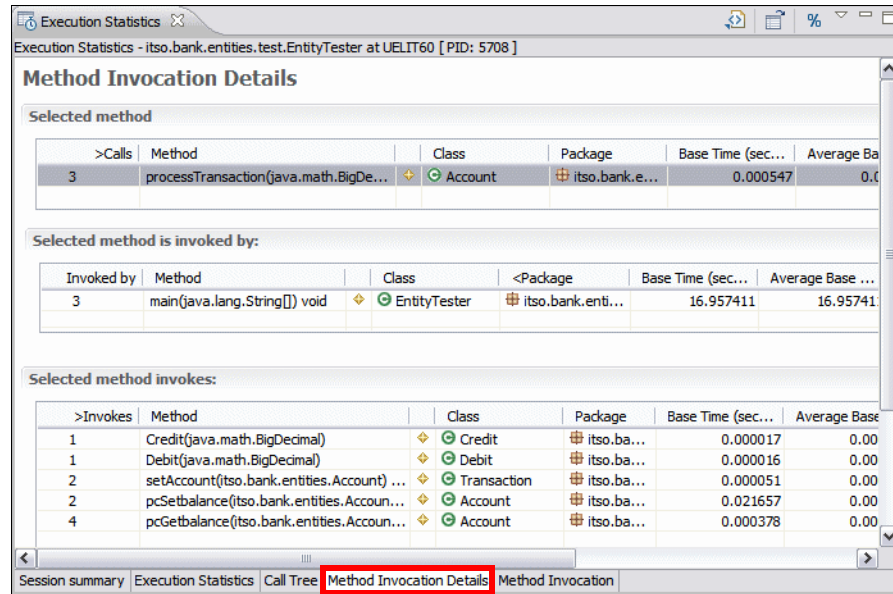 Execution Statistics
%
Execution Statistics - itso.bank.entities.test.EntityTester at UELIT60 [ PID: 5708 ]
Method Invocation Details
Selected method
>Calls Method Class Package Base Time (sec... Average Ba
3 processTransaction(java.math.BigDe... Account itso.bank.e... 0.000547 0.0
Selected method is invoked by:
Invoked by Method Class <Package Base Time (sec... Average Base ...
3 main(java.lang.String[]) void EntityTester itso.bank.enti... 16.957411 16.95741
Selected method invokes:
>Invokes Method Class Package Base Time (sec... Average Base
1 Credit(java.math.BigDecimal) Credit itso.ba... 0.000017 0.00
1 Debit(java.math.BigDecimal) Debit itso.ba... 0.000016 0.00
2 setAccount(itso.bank.entities.Account) ... Transaction itso.ba... 0.000051 0.00
2 pcSetbalance(itso.bank.entities.Accoun... Account itso.ba... 0.021657 0.00
4 pcGetbalance(itso.bank.entities.Accoun... Account itso.ba... 0.000378 0.00
Session summary Execution Statistics Call Tree Method Invocation Details Method Invocation